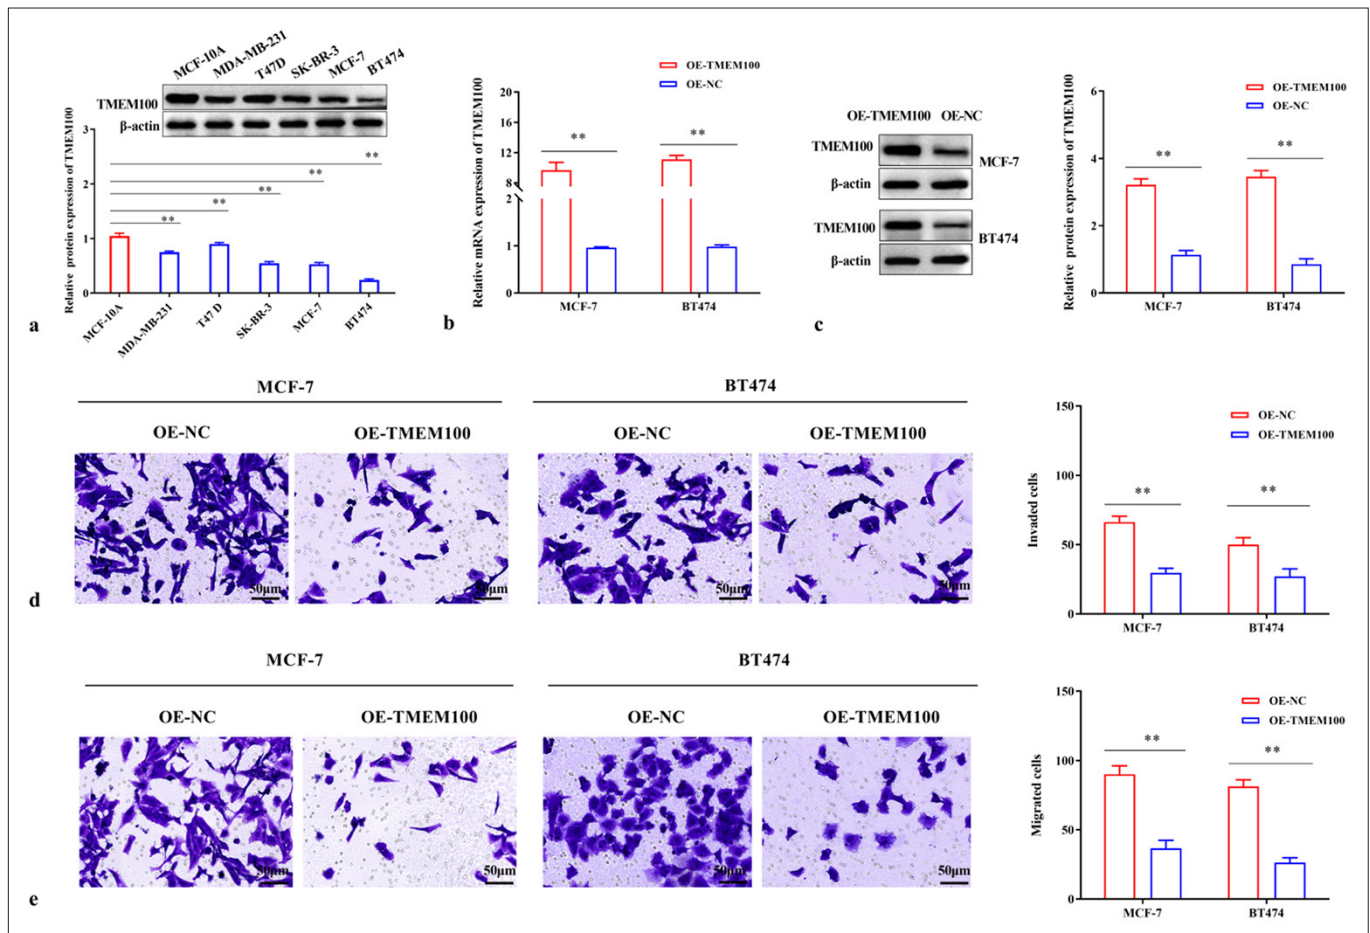 MCF-10A
MDA-MB-231
T47D
SK-BR-3
MCF-7
BT474
TMEM100
β-actin
Relative protein expression of TMEM100
3
2
1
0
**
**
**
**
**
MCF-10A
MDA-MB-231
T47 D
SK-BR-3
MCF-7
BT474
a
OE-TMEM100
OE-NC
Relative mRNA expression of TMEM100
20
16
12
8
2
1
0
**
**
MCF-7
BT474
b
OE-TMEM100 OE-NC
TMEM100
MCF-7
β-actin
TMEM100
BT474
β-actin
c
OE-TMEM100
OE-NC
Relative protein expression of TMEM100
6
4
2
0
**
**
MCF-7
BT474
MCF-7
BT474
OE-NC
OE-TMEM100
OE-NC
OE-TMEM100
50μm
50μm
50μm
50μm
d
OE-NC
OE-TMEM100
Invaded cells
150
100
50
0
**
**
MCF-7
BT474
MCF-7
BT474
OE-NC
OE-TMEM100
OE-NC
OE-TMEM100
50μm
50μm
50μm
50μm
e
OE-NC
OE-TMEM100
Migrated cells
150
100
50
0
**
**
MCF-7
BT474